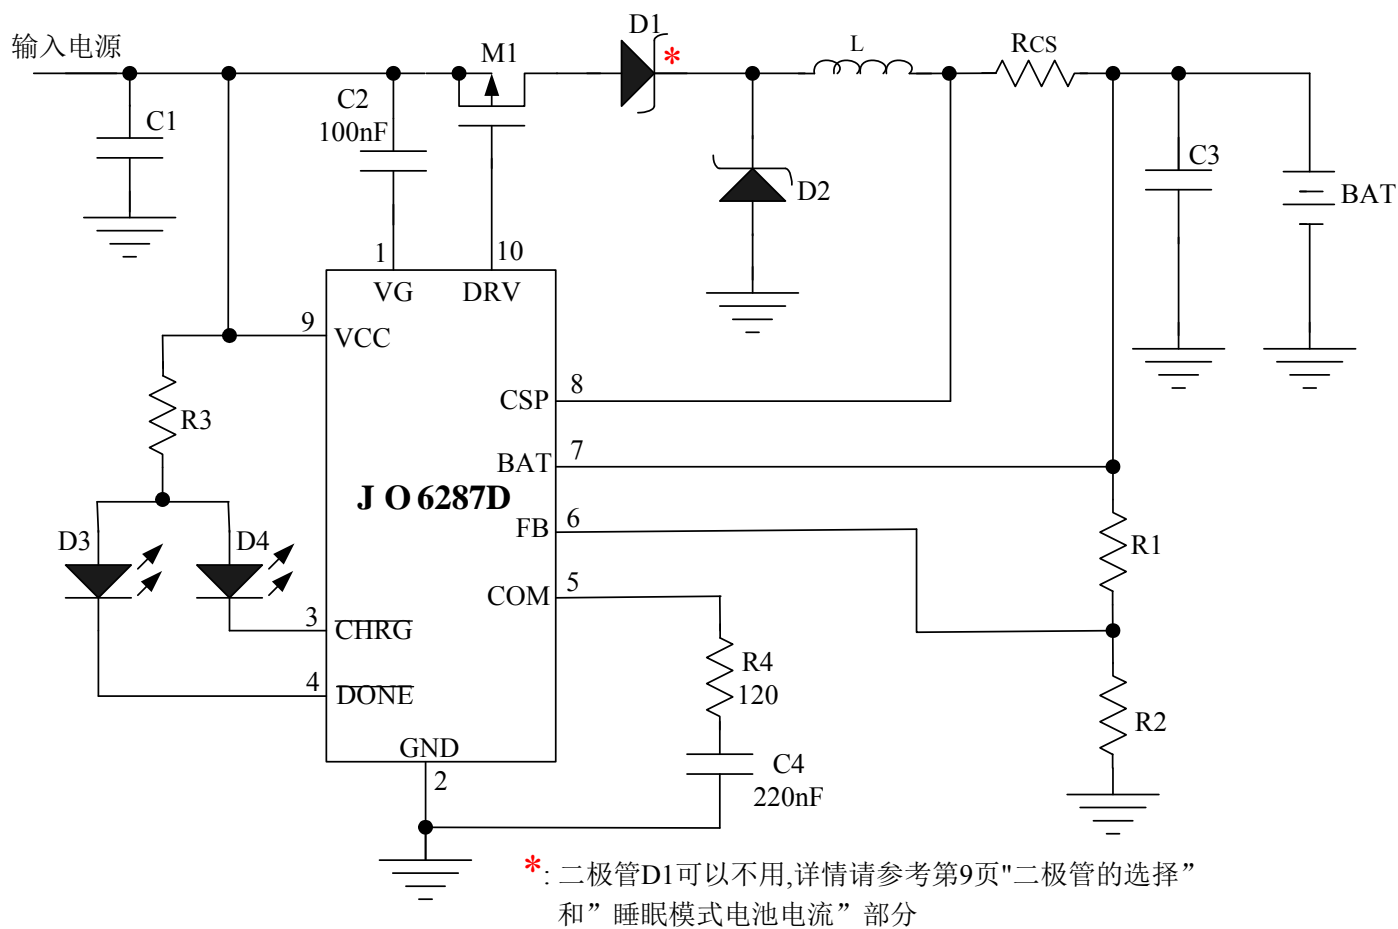 输入电源
D1
*
L
RCS
M1
C2
100nF
C1
C3
D2
BAT
1
10
VG
DRV
9
VCC
8
CSP
R3
7
BAT
J O 6287D
6
FB
D3
D4
R1
5
COM
3
CHRG
R4
120
4
DONE
R2
GND
2
C4
220nF
*: 二极管D1可以不用,详情请参考第9页"二极管的选择”
和”睡眠模式电池电流”部分